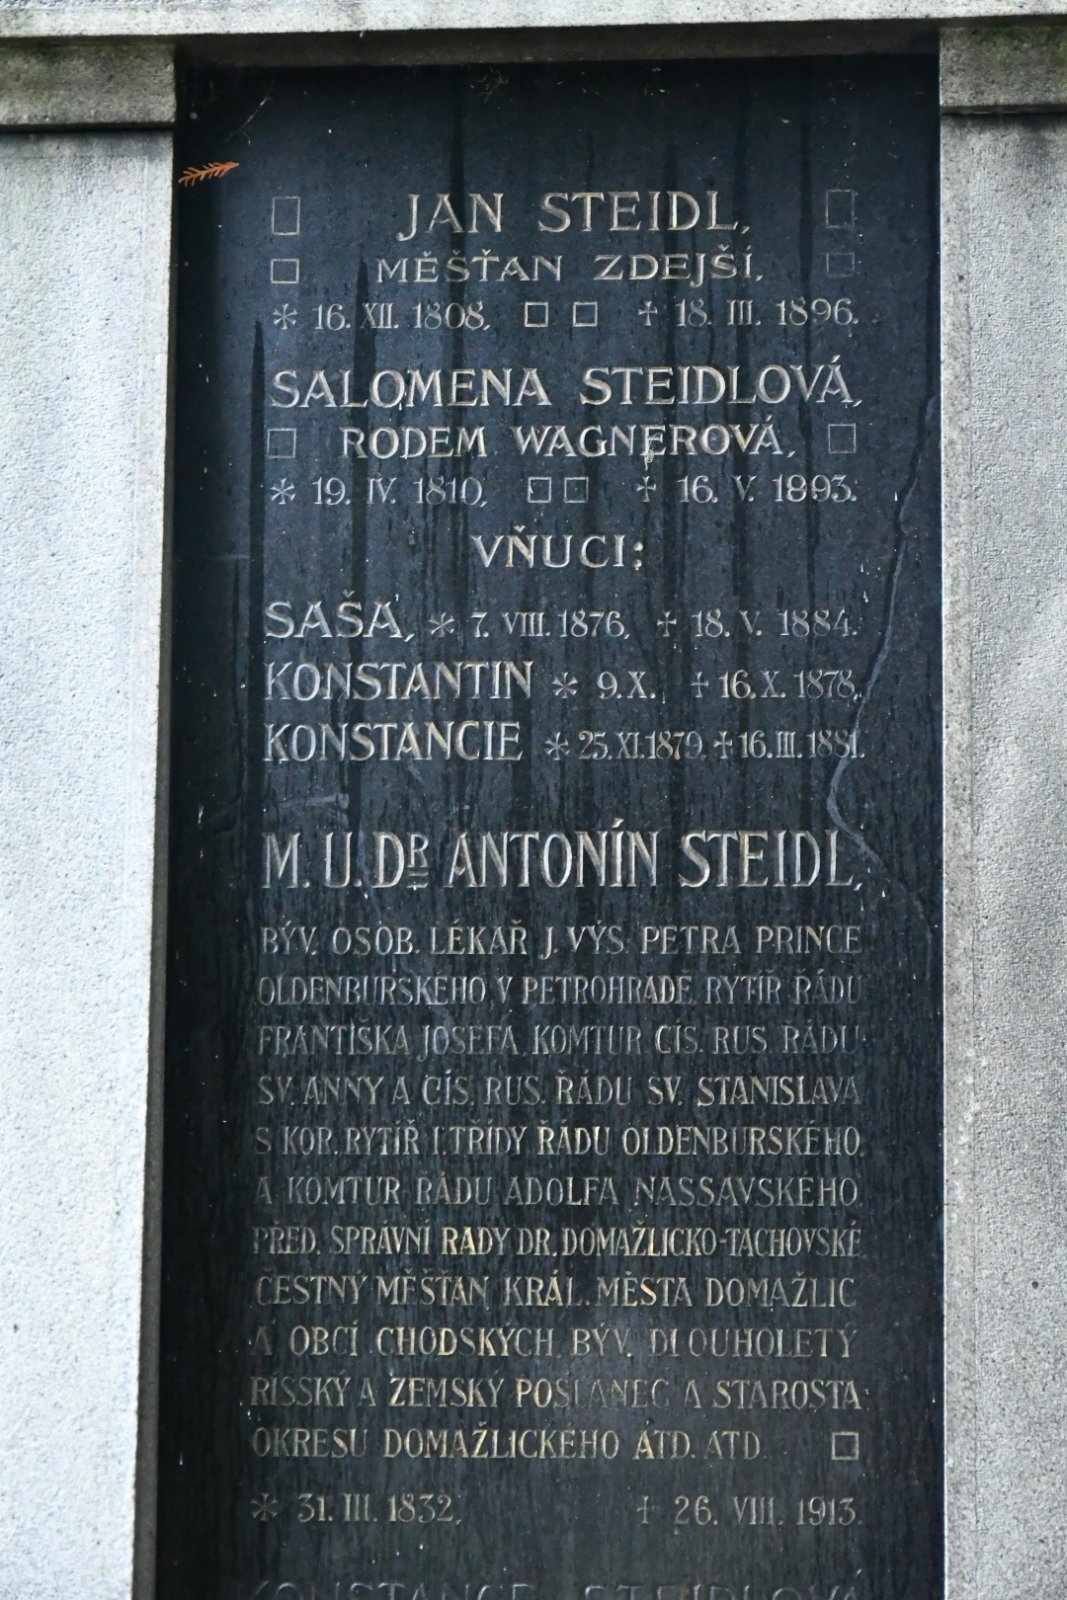 JAN STEIDL,
MĚŠŤAN ZDEJŠÍ,
* 16. XII. 1808, □ □ † 18. III. 1896.
SALOMENA STEIDLOVÁ,
RODEM WAGNEROVÁ,
* 19. IV. 1810, □ □ † 16. V. 1893.
VŇUCI:
SAŠA, * 7. VIII. 1876, † 18. V. 1884.
KONSTANTIN * 9. X., † 16. X. 1878,
KONSTANCIE * 25. XI. 1879, † 16. III. 1881.
M. U. DR ANTONÍN STEIDL,
BÝV. OSOB. LÉKAŘ J. VÝS. PETRA PRINCE
OLDENBURSKÉHO V PETROHRADĚ, RYTÍŘ ŘÁDU
FRANTIŠKA JOSEFA, KOMTUR CÍS. RUS. ŘÁDU
SV. ANNY A CÍS. RUS. ŘÁDU SV. STANISLAVA
S KOR. RYTÍŘ I. TŘÍDY ŘÁDU OLDENBURSKÉHO,
A KOMTUR ŘÁDU ADOLFA NASSAVSKÉHO,
PŘED. SPRÁVNÍ RADY DR. DOMAŽLICKO-TACHOVSKÉ
ČESTNÝ MĚŠŤAN KRÁL. MĚSTA DOMAŽLIC
A OBCÍ CHODSKÝCH, BÝV. DLOUHOLETÝ
ŘÍŠSKÝ A ZEMSKÝ POSLANEC A STAROSTA
OKRESU DOMAŽLICKÉHO ATD. ATD. □
* 31. III. 1832, † 26. VIII. 1913.
KONSTANCE STEIDLOVÁ